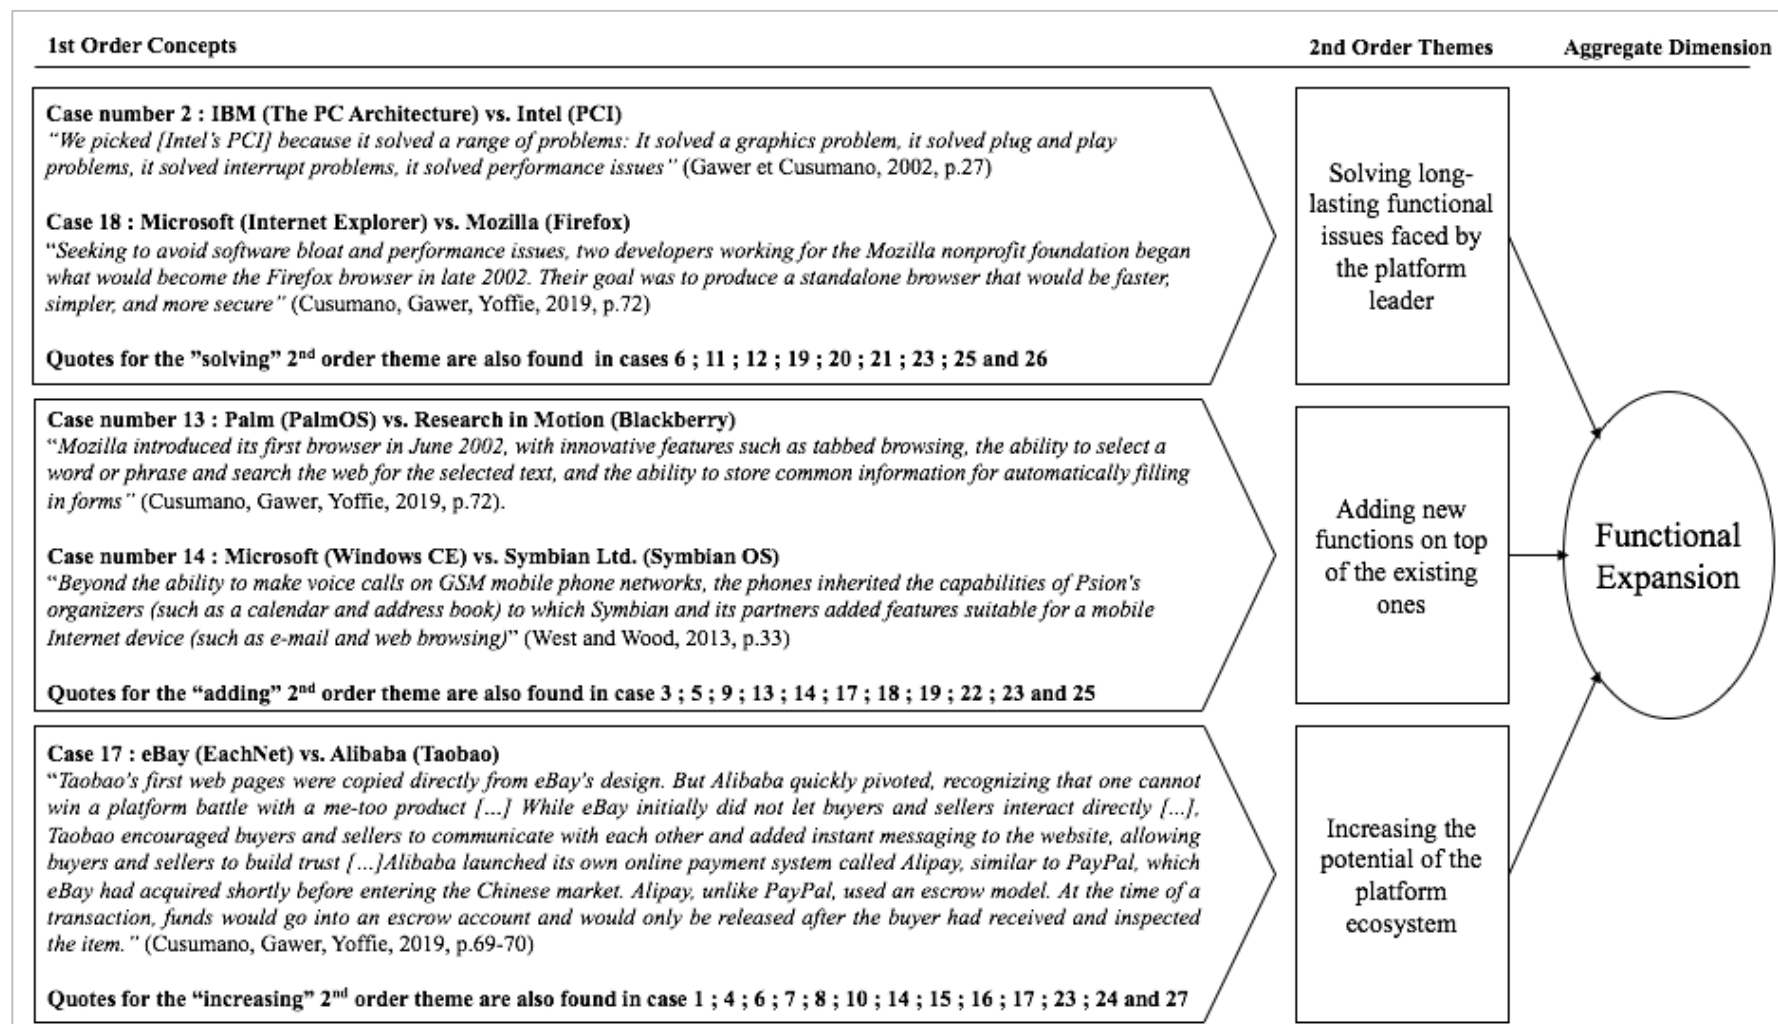 1st Order Concepts
2nd Order Themes
Aggregate Dimension
Case number 2 : IBM (The PC Architecture) vs. Intel (PCI)
“We picked [Intel’s PCI] because it solved a range of problems: It solved a graphics problem, it solved plug and play
problems, it solved interrupt problems, it solved performance issues” (Gawer et Cusumano, 2002, p.27)
Case 18 : Microsoft (Internet Explorer) vs. Mozilla (Firefox)
“Seeking to avoid software bloat and performance issues, two developers working for the Mozilla nonprofit foundation began
what would become the Firefox browser in late 2002. Their goal was to produce a standalone browser that would be faster,
simpler, and more secure” (Cusumano, Gawer, Yoffie, 2019, p.72)
Quotes for the ”solving” 2nd order theme are also found in cases 6 ; 11 ; 12 ; 19 ; 20 ; 21 ; 23 ; 25 and 26
Solving long-
lasting functional
issues faced by
the platform
leader
Case number 13 : Palm (PalmOS) vs. Research in Motion (Blackberry)
“Mozilla introduced its first browser in June 2002, with innovative features such as tabbed browsing, the ability to select a
word or phrase and search the web for the selected text, and the ability to store common information for automatically filling
in forms” (Cusumano, Gawer, Yoffie, 2019, p.72).
Case number 14 : Microsoft (Windows CE) vs. Symbian Ltd. (Symbian OS)
“Beyond the ability to make voice calls on GSM mobile phone networks, the phones inherited the capabilities of Psion's
organizers (such as a calendar and address book) to which Symbian and its partners added features suitable for a mobile
Internet device (such as e-mail and web browsing)” (West and Wood, 2013, p.33)
Quotes for the “adding” 2nd order theme are also found in case 3 ; 5 ; 9 ; 13 ; 14 ; 17 ; 18 ; 19 ; 22 ; 23 and 25
Adding new
functions on top
of the existing
ones
Functional
Expansion
Case 17 : eBay (EachNet) vs. Alibaba (Taobao)
“Taobao’s first web pages were copied directly from eBay’s design. But Alibaba quickly pivoted, recognizing that one cannot
win a platform battle with a me-too product [...] While eBay initially did not let buyers and sellers interact directly [...],
Taobao encouraged buyers and sellers to communicate with each other and added instant messaging to the website, allowing
buyers and sellers to build trust [...]Alibaba launched its own online payment system called Alipay, similar to PayPal, which
eBay had acquired shortly before entering the Chinese market. Alipay, unlike PayPal, used an escrow model. At the time of a
transaction, funds would go into an escrow account and would only be released after the buyer had received and inspected
the item.” (Cusumano, Gawer, Yoffie, 2019, p.69-70)
Quotes for the “increasing” 2nd order theme are also found in case 1 ; 4 ; 6 ; 7 ; 8 ; 10 ; 14 ; 15 ; 16 ; 17 ; 23 ; 24 and 27
Increasing the
potential of the
platform
ecosystem